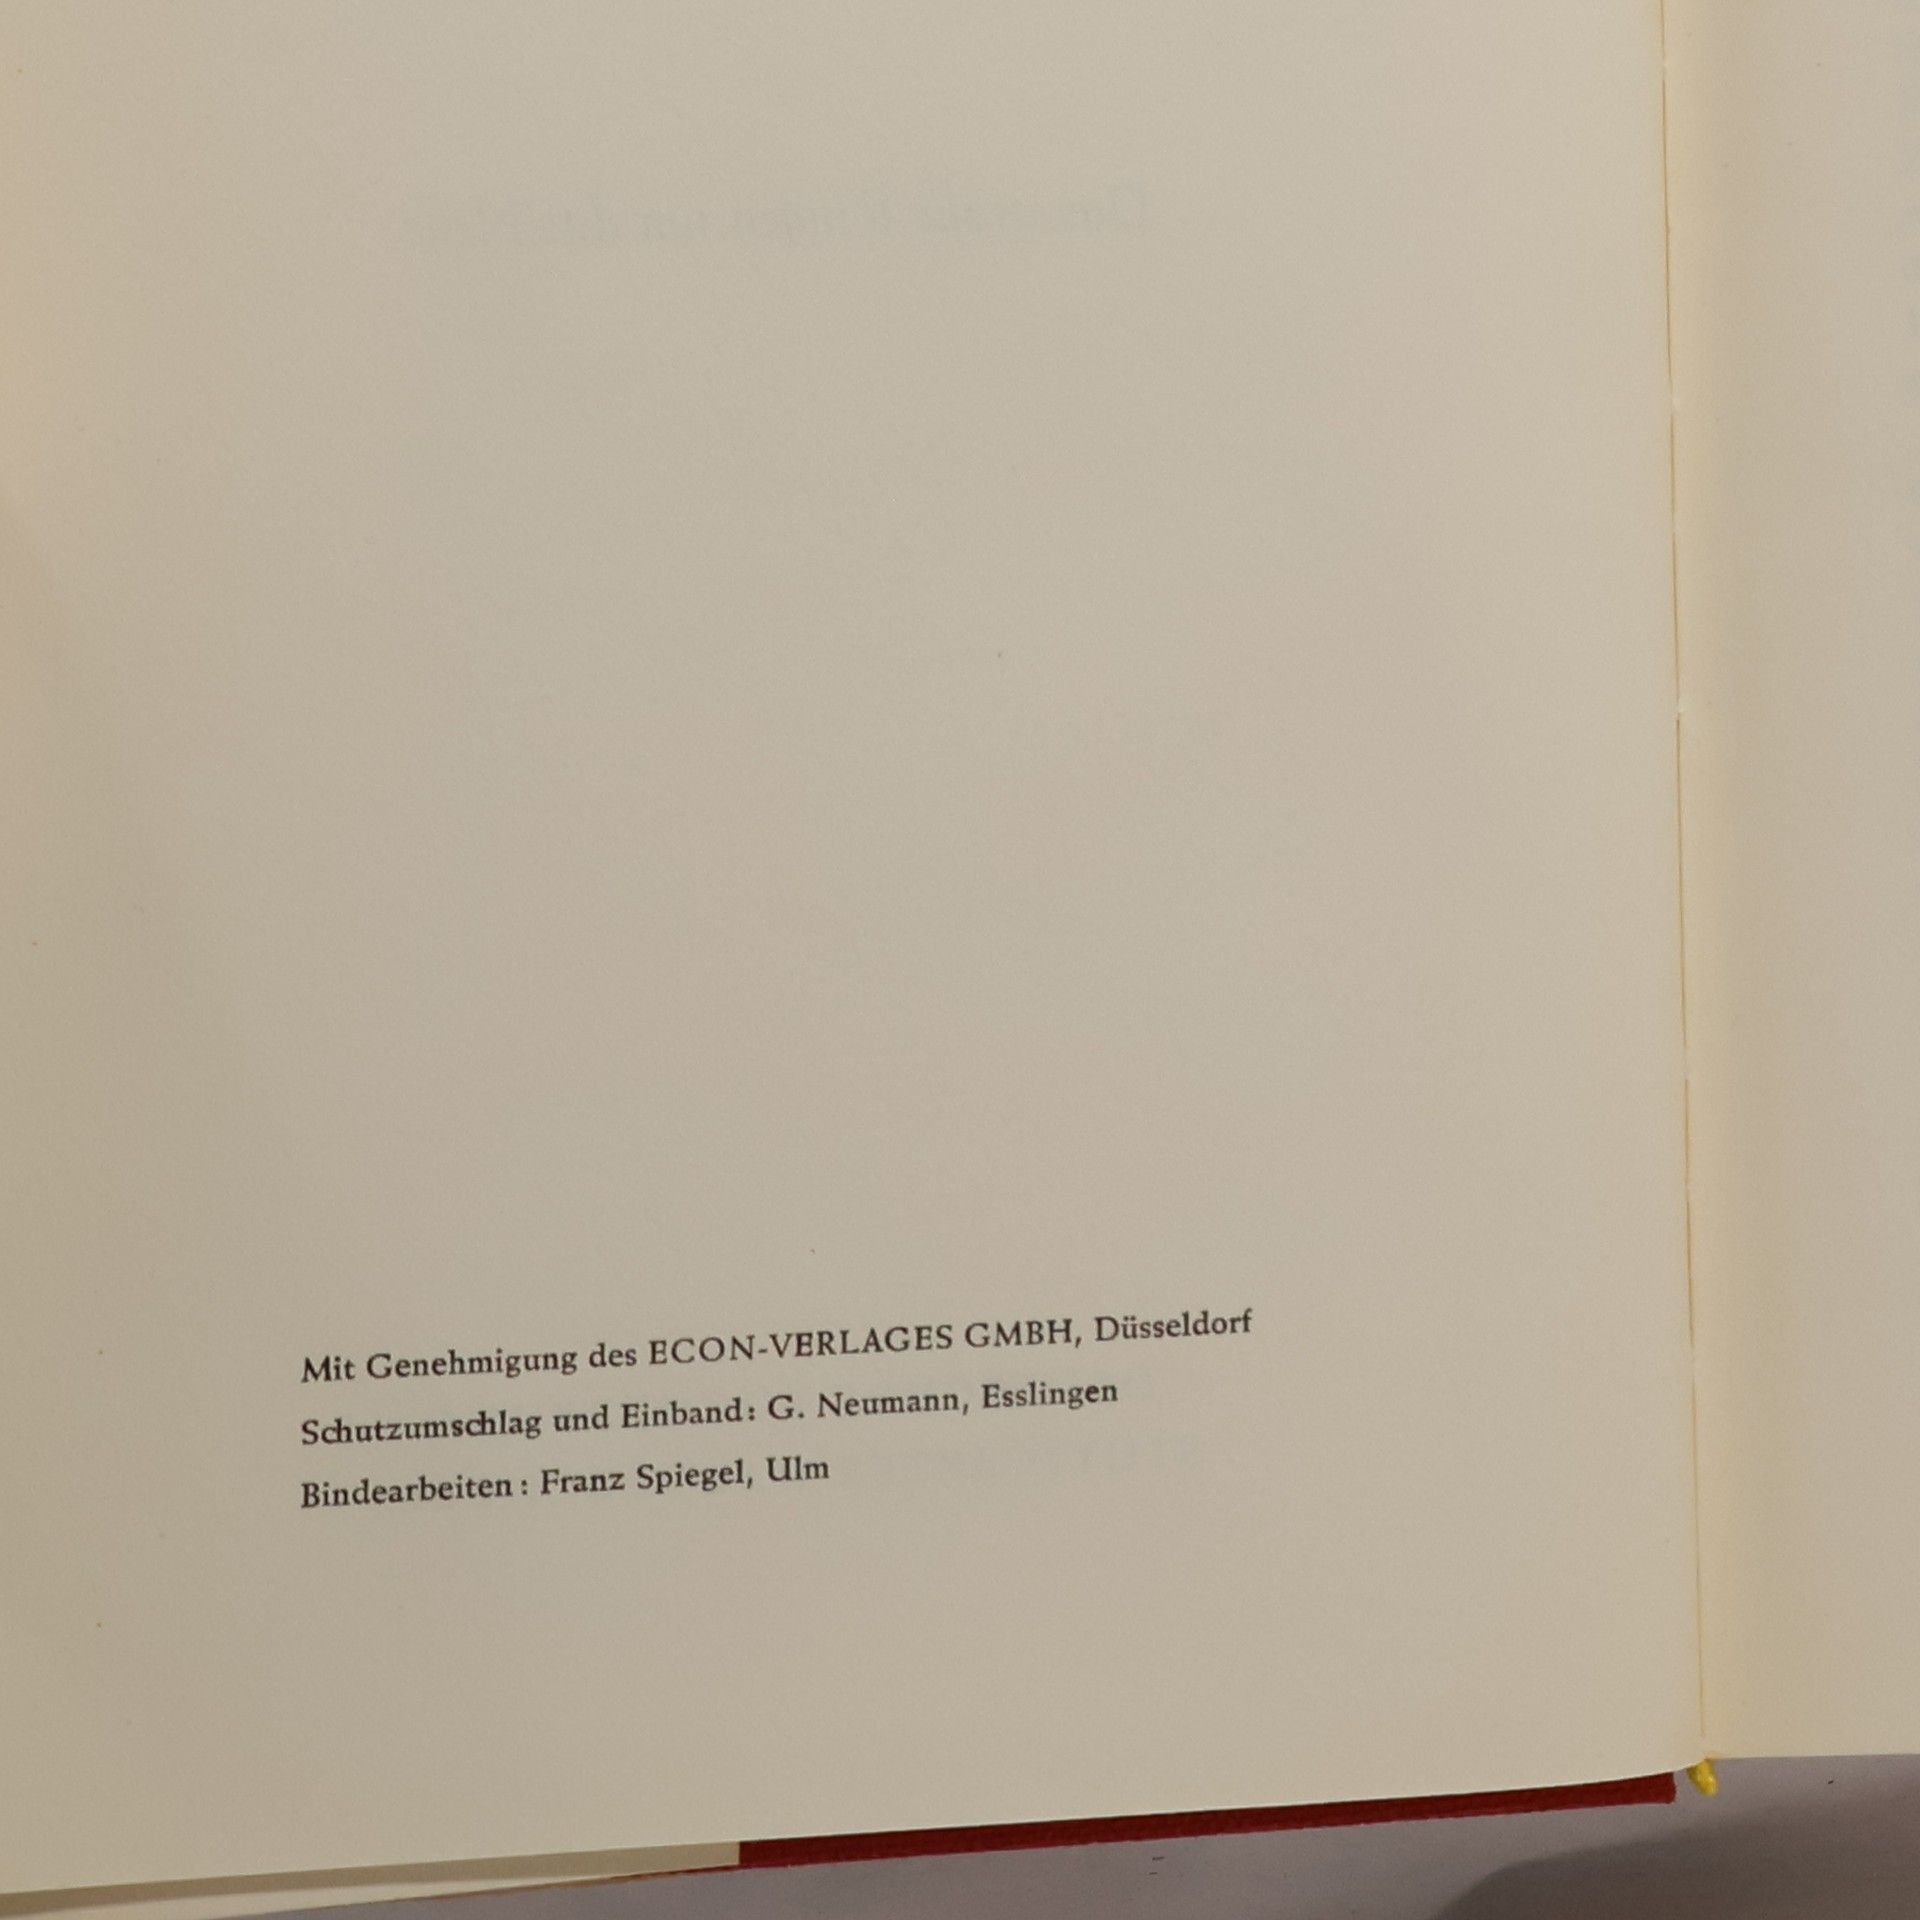 Mit Genehmigung des ECON-VERLAGES GMBH, Düsseldorf
Schutzumschlag und Einband: G. Neumann, Esslingen
Bindearbeiten: Franz Spiegel, Ulm